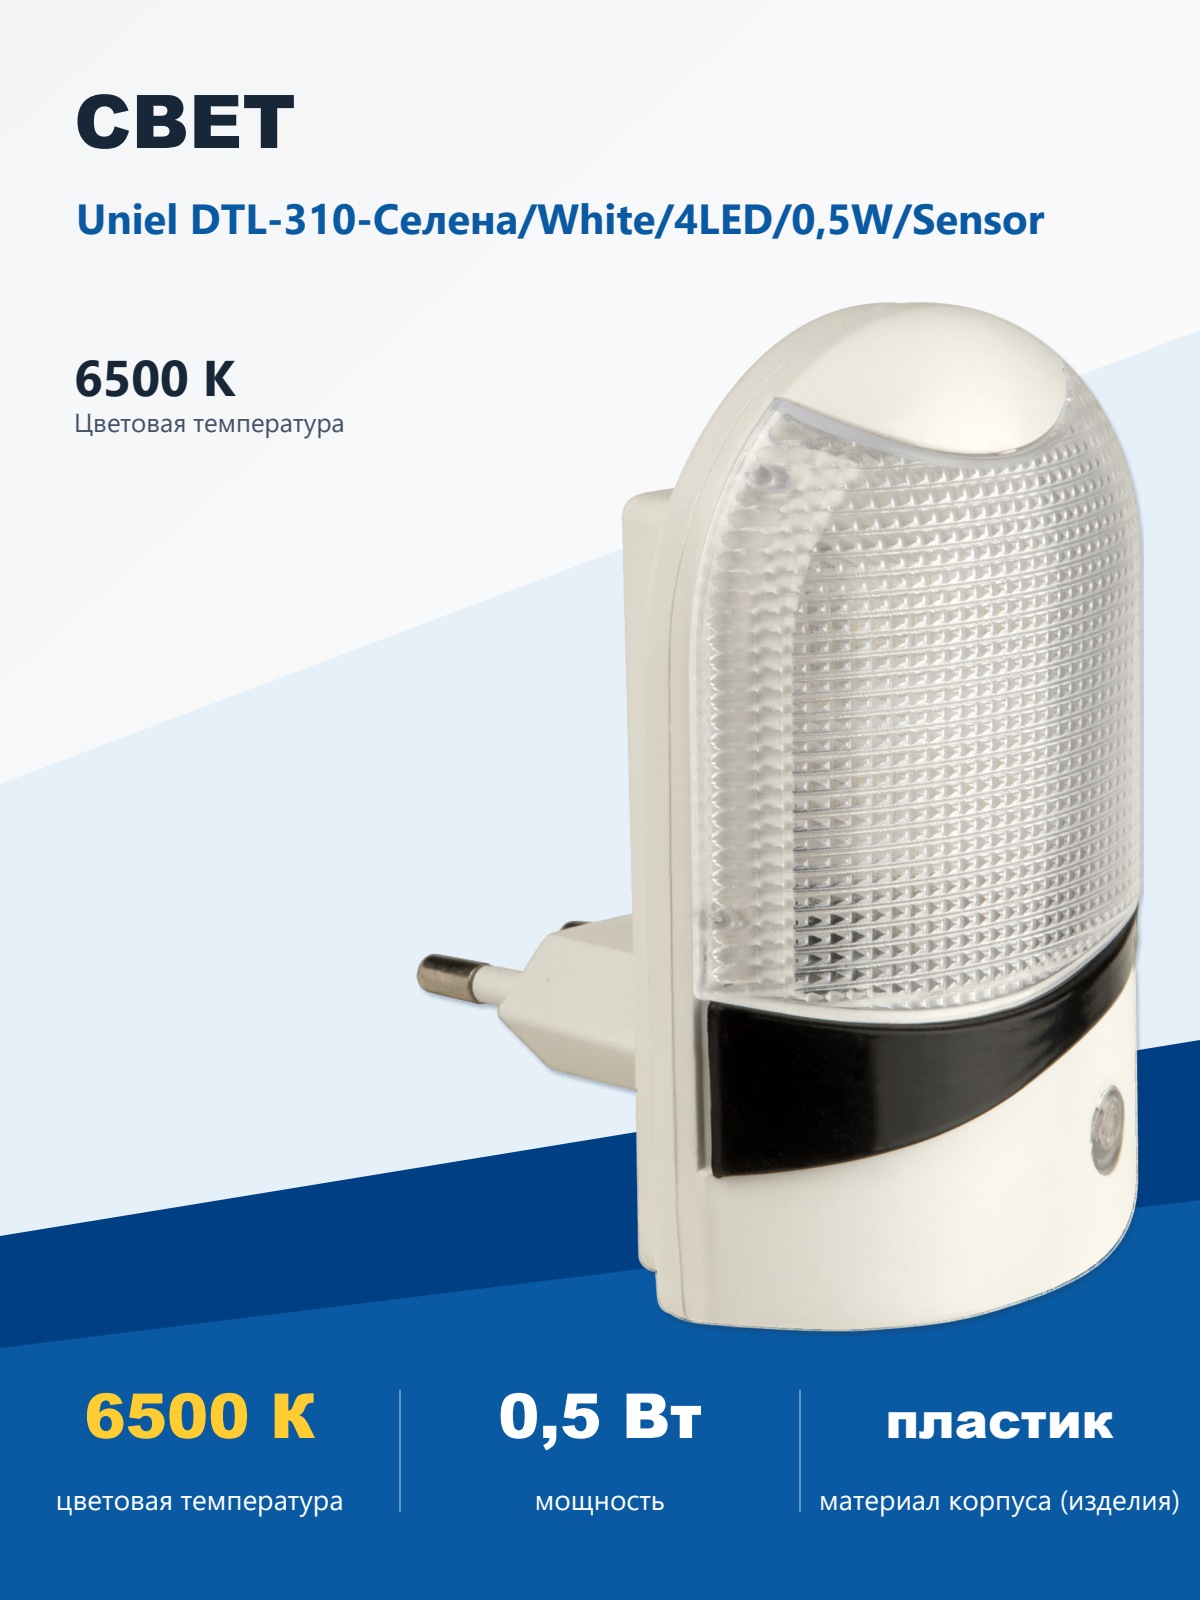 СВЕТ
Uniel DTL-310-Селена/White/4LED/0,5W/Sensor
6500 К
Цветовая температура
6500 К
цветовая температура
0,5 Вт
мощность
пластик
материал корпуса (изделия)